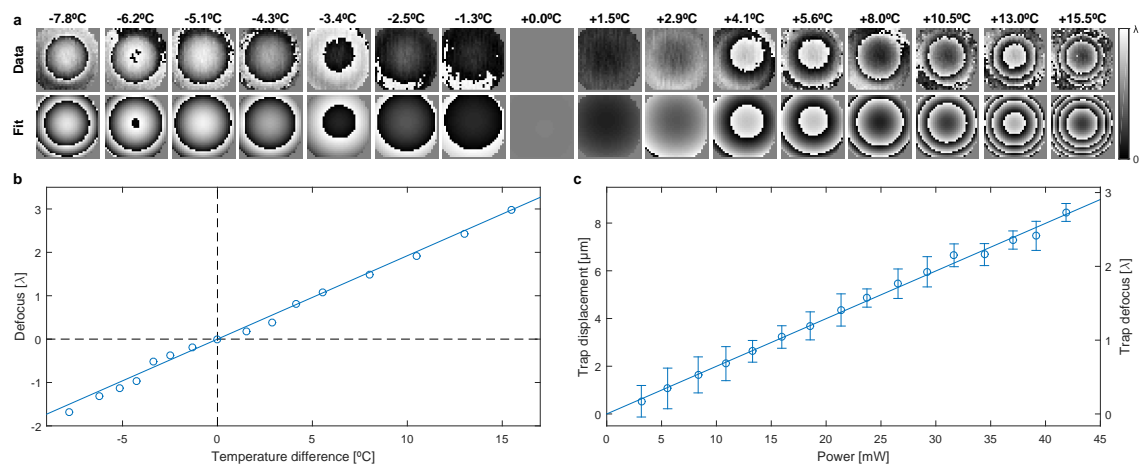 a
-7.8ºC -6.2ºC -5.1ºC -4.3ºC -3.4ºC -2.5ºC -1.3ºC +0.0ºC +1.5ºC +2.9ºC +4.1ºC +5.6ºC +8.0ºC +10.5ºC +13.0ºC +15.5ºC
λ
Data
Fit
0
b
3
2
1
0
-1
-2
Defocus [λ]
-5 0 5 10 15
Temperature difference [ºC]
c
8
6
4
2
0
Trap displacement [µm]
0 5 10 15 20 25 30 35 40 45
Power [mW]
3
2
1
0
Trap defocus [λ]